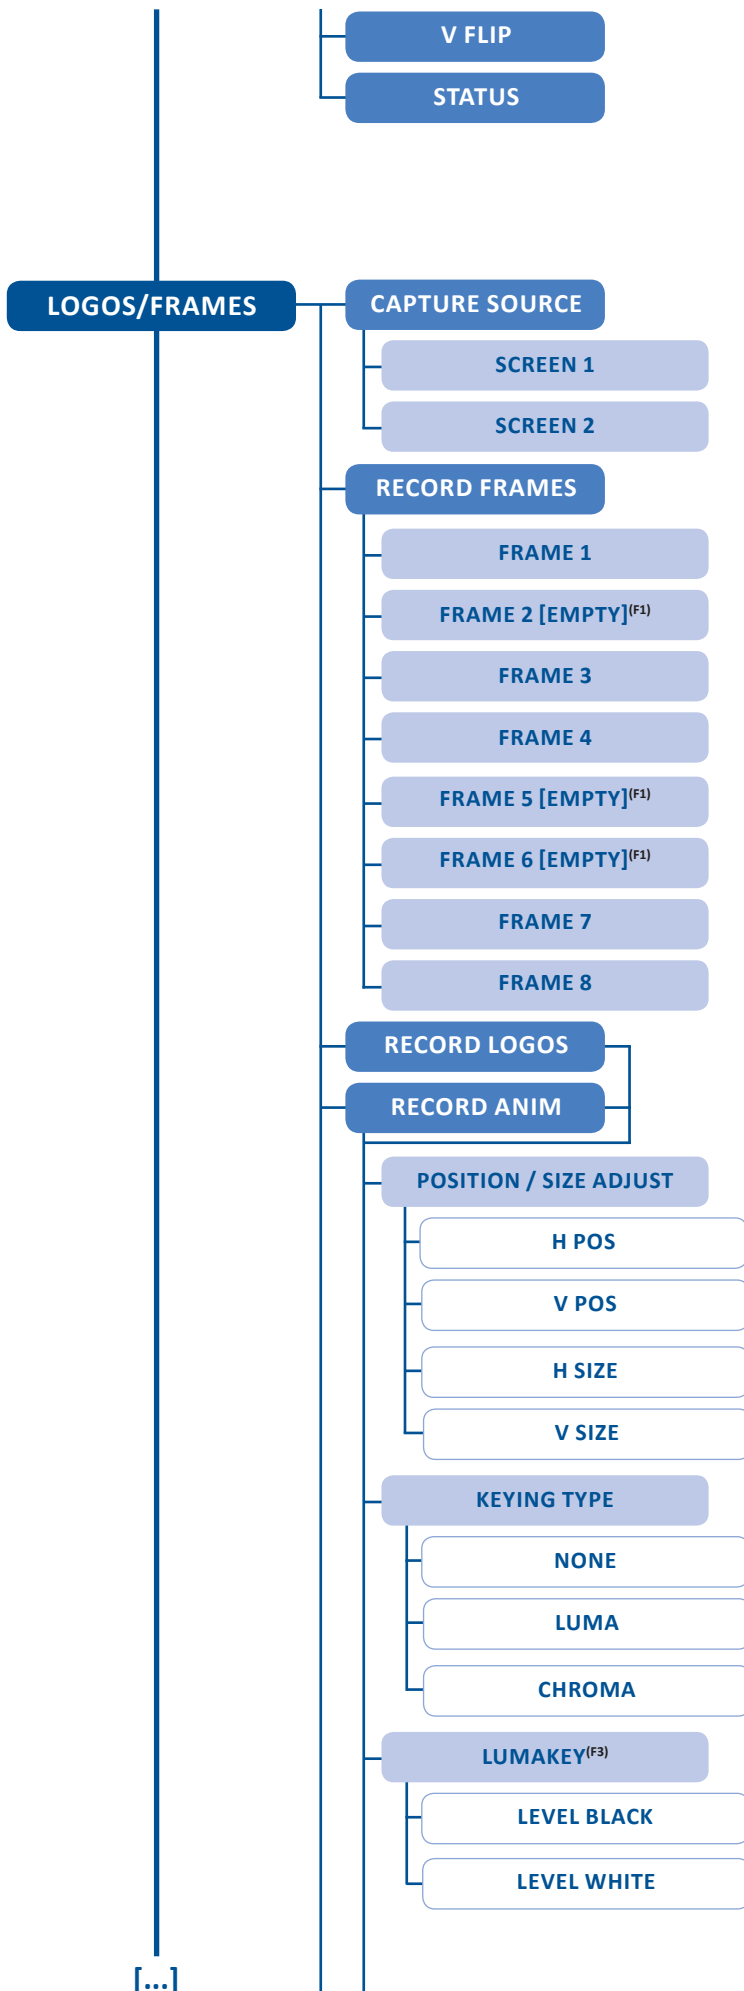 V FLIP
STATUS
LOGOS/FRAMES
CAPTURE SOURCE
SCREEN 1
SCREEN 2
RECORD FRAMES
FRAME 1
FRAME 2 [EMPTY](F1)
FRAME 3
FRAME 4
FRAME 5 [EMPTY](F1)
FRAME 6 [EMPTY](F1)
FRAME 7
FRAME 8
RECORD LOGOS
RECORD ANIM
POSITION / SIZE ADJUST
H POS
V POS
H SIZE
V SIZE
KEYING TYPE
NONE
LUMA
CHROMA
LUMAKEY(F3)
LEVEL BLACK
LEVEL WHITE
[...]